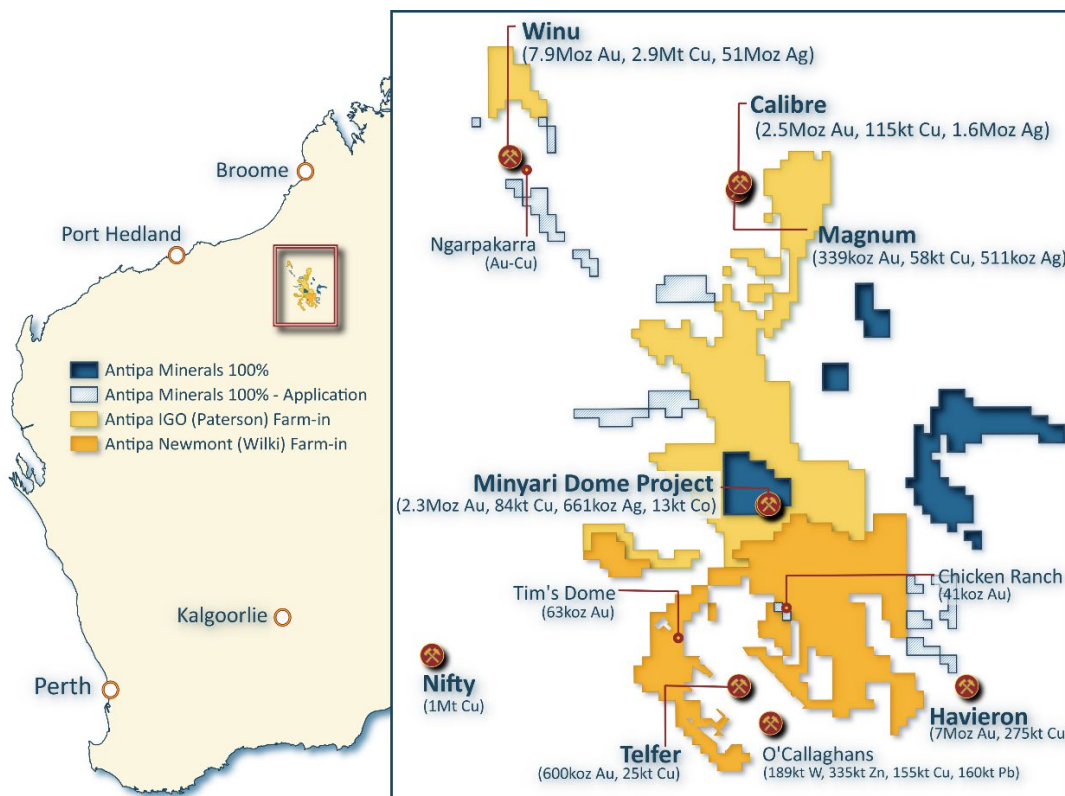 Winu
(7.9Moz Au, 2.9Mt Cu, 51Moz Ag)
Calibre
(2.5Moz Au, 115kt Cu, 1.6Moz Ag)
Broome
Port Hedland
Ngarpakarra
(Au-Cu)
Magnum
(339koz Au, 58kt Cu, 511koz Ag)
Antipa Minerals 100%
Antipa Minerals 100% - Application
Antipa IGO (Paterson) Farm-in
Antipa Newmont (Wilki) Farm-in
Minyari Dome Project
(2.3Moz Au, 84kt Cu, 661koz Ag, 13kt Co)
Tim's Dome
(63koz Au)
Chicken Ranch
(41koz Au)
Kalgoorlie
Perth
Nifty
(1Mt Cu)
Telfer
(600koz Au, 25kt Cu)
O'Callaghans
(189kt W, 335kt Zn, 155kt Cu, 160kt Pb)
Havieron
(7Moz Au, 275kt Cu